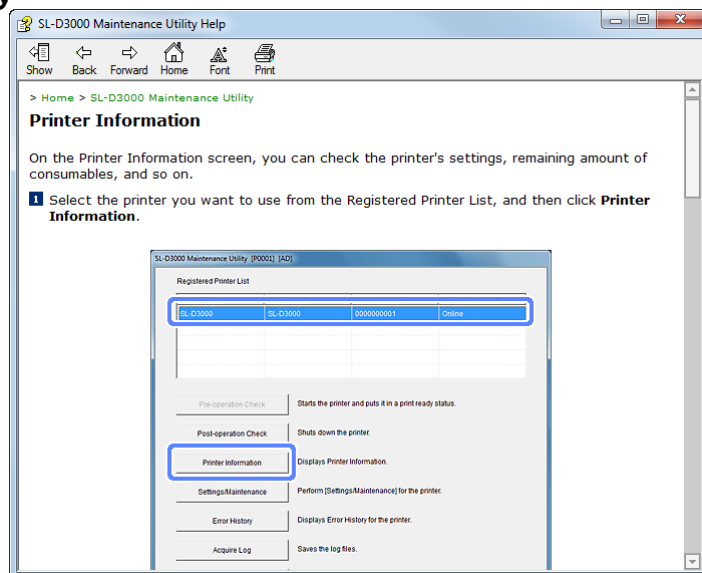 SL-D3000 Maintenance Utility Help
Show Back Forward Home Font Print
> Home > SL-D3000 Maintenance Utility
Printer Information
On the Printer Information screen, you can check the printer's settings, remaining amount of
consumables, and so on.
1 Select the printer you want to use from the Registered Printer List, and then click Printer
Information.
SL-D3000 Maintenance Utility [P0001] [AD]
Registered Printer List
SL-D3000 SL-D3000 0000000001 Online
Pre-operation Check Starts the printer and puts it in a print ready status.
Post-operation Check Shuts down the printer.
Printer Information Displays Printer Information.
Settings/Maintenance Perform [Settings/Maintenance] for the printer.
Error History Displays Error History for the printer.
Acquire Log Saves the log files.